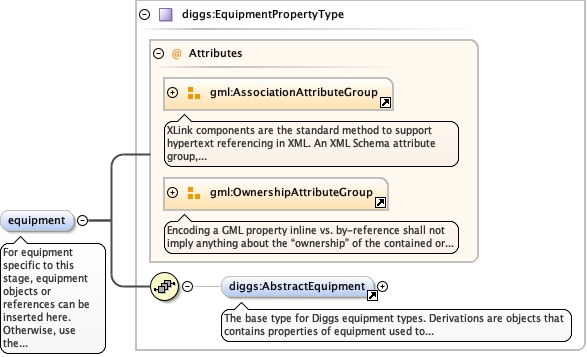 diggs:EquipmentPropertyType
@ Attributes
gml:AssociationAttributeGroup
XLink components are the standard method to support
hypertext referencing in XML. An XML Schema attribute
group,...
gml:OwnershipAttributeGroup
Encoding a GML property inline vs. by-reference shall not
imply anything about the “ownership” of the contained or...
equipment
For equipment
specific to this
stage, equipment
objects or
references can be
inserted here.
Otherwise, use
the...
diggs:AbstractEquipment
The base type for Diggs equipment types. Derivations are objects that
contains properties of equipment used to...